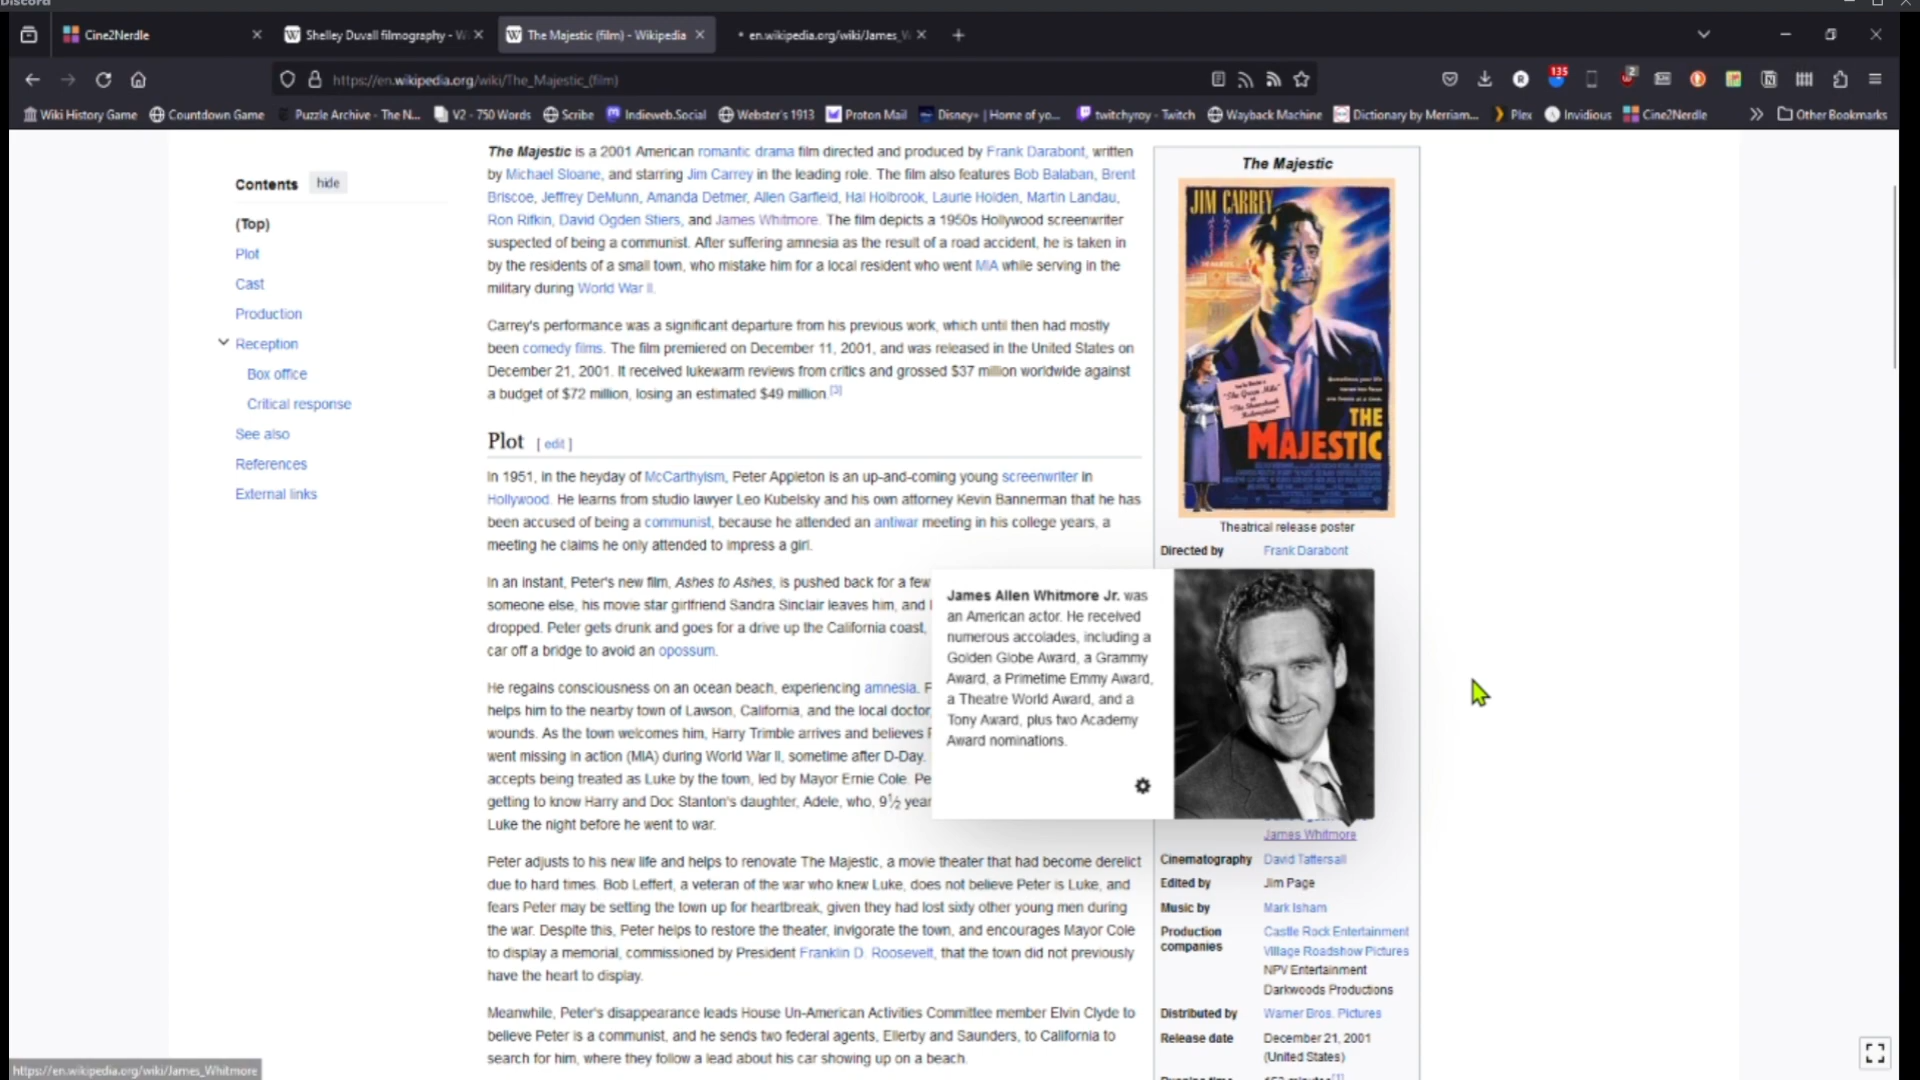 Discord
Cine2Nerdle
Shelley Duvall filmography - W
The Majestic (film) - Wikipedia
en.wikipedia.org/wiki/James_W
https://en.wikipedia.org/wiki/The_Majestic_(film)
135
2
Wiki History Game
Countdown Game
Puzzle Archive - The N...
V2 - 750 Words
Scribe
Indieweb.Social
Webster's 1913
Proton Mail
Disney+ | Home of yo...
twitchyroy - Twitch
Wayback Machine
Dictionary by Merriam...
Plex
Invidious
Cine2Nerdle
Other Bookmarks
Contents hide
(Top)
Plot
Cast
Production
Reception
Box office
Critical response
See also
References
External links
The Majestic is a 2001 American romantic drama film directed and produced by Frank Darabont, written
by Michael Sloane, and starring Jim Carrey in the leading role. The film also features Bob Balaban, Brent
Briscoe, Jeffrey DeMunn, Amanda Detmer, Allen Garfield, Hal Holbrook, Laurie Holden, Martin Landau,
Ron Rifkin, David Ogden Stiers, and James Whitmore. The film depicts a 1950s Hollywood screenwriter
suspected of being a communist. After suffering amnesia as the result of a road accident, he is taken in
by the residents of a small town, who mistake him for a local resident who went MIA while serving in the
military during World War II.
Carrey's performance was a significant departure from his previous work, which until then had mostly
been comedy films. The film premiered on December 11, 2001, and was released in the United States on
December 21, 2001. It received lukewarm reviews from critics and grossed $37 million worldwide against
a budget of $72 million, losing an estimated $49 million.[3]
Plot [ edit ]
In 1951, in the heyday of McCarthyism, Peter Appleton is an up-and-coming young screenwriter in
Hollywood. He learns from studio lawyer Leo Kubelsky and his own attorney Kevin Bannerman that he has
been accused of being a communist, because he attended an antiwar meeting in his college years, a
meeting he claims he only attended to impress a girl.
In an instant, Peter's new film, Ashes to Ashes, is pushed back for a few
someone else, his movie star girlfriend Sandra Sinclair leaves him, and
dropped. Peter gets drunk and goes for a drive up the California coast,
car off a bridge to avoid an opossum.
He regains consciousness on an ocean beach, experiencing amnesia.
helps him to the nearby town of Lawson, California, and the local doctor,
wounds. As the town welcomes him, Harry Trimble arrives and believes
went missing in action (MIA) during World War II, sometime after D-Day.
accepts being treated as Luke by the town, led by Mayor Ernie Cole. Pe
getting to know Harry and Doc Stanton's daughter, Adele, who, 9½ year
Luke the night before he went to war.
Peter adjusts to his new life and helps to renovate The Majestic, a movie theater that had become derelict
due to hard times. Bob Leffert, a veteran of the war who knew Luke, does not believe Peter is Luke, and
fears Peter may be setting the town up for heartbreak, given they had lost sixty other young men during
the war. Despite this, Peter helps to restore the theater, invigorate the town, and encourages Mayor Cole
to display a memorial, commissioned by President Franklin D. Roosevelt, that the town did not previously
have the heart to display.
Meanwhile, Peter's disappearance leads House Un-American Activities Committee member Elvin Clyde to
believe Peter is a communist, and he sends two federal agents, Ellerby and Saunders, to California to
search for him, where they follow a lead about his car showing up on a beach.
James Allen Whitmore Jr. was
an American actor. He received
numerous accolades, including a
Golden Globe Award, a Grammy
Award, a Primetime Emmy Award,
a Theatre World Award, and a
Tony Award, plus two Academy
Award nominations.
The Majestic
JIM CARREY
THE
MAJESTIC
Theatrical release poster
Directed by Frank Darabont
James Whitmore
Cinematography David Tattersall
Edited by Jim Page
Music by Mark Isham
Production companies
Castle Rock Entertainment
Village Roadshow Pictures
NPV Entertainment
Darkwoods Productions
Distributed by Warner Bros. Pictures
Release date December 21, 2001
(United States)
https://en.wikipedia.org/wiki/James_Whitmore